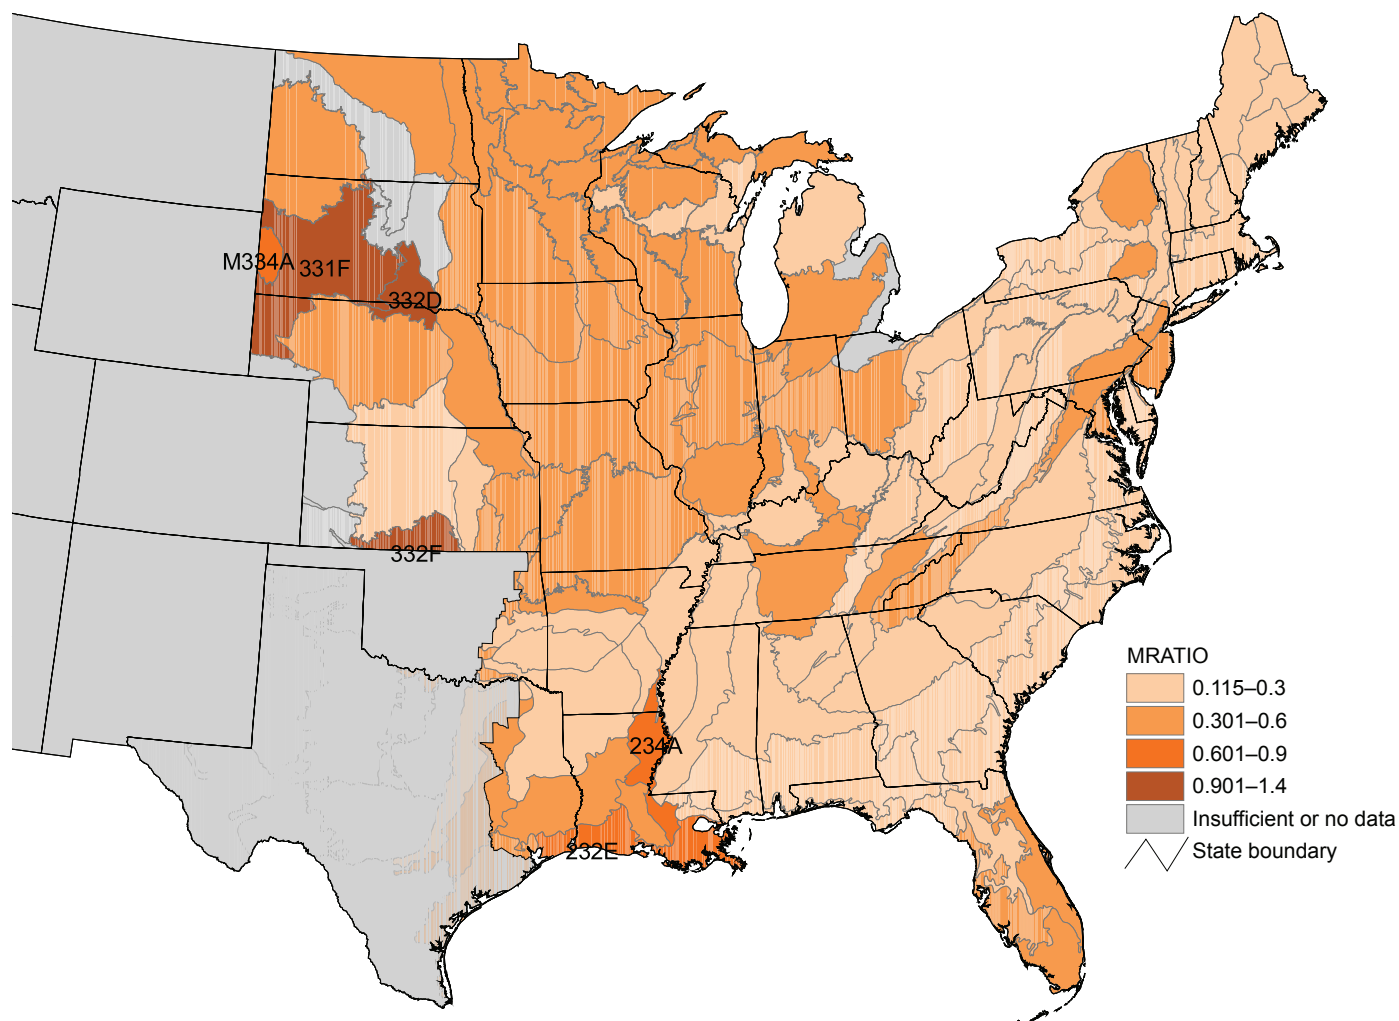 M334A
331F
332D
332F
234A
232E
MRATIO
0.115–0.3
0.301–0.6
0.601–0.9
0.901–1.4
Insufficient or no data
State boundary